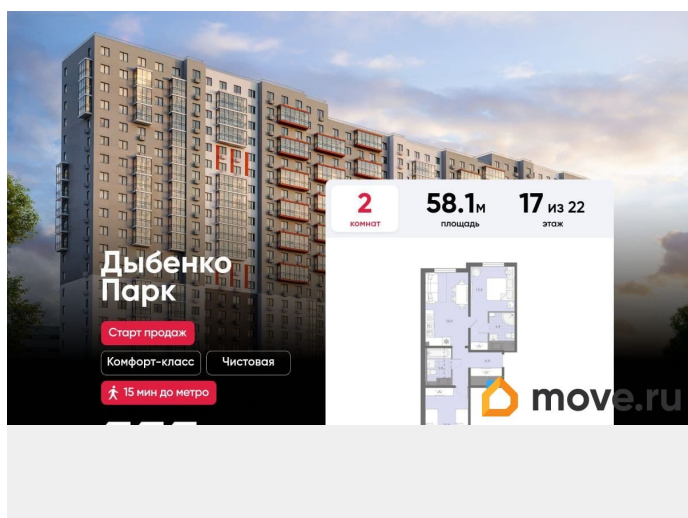 2
комнат
58.1м
площадь
17 из 22
этаж
Дыбенко
Парк
Старт продаж
Комфорт-класс
Чистовая
15 мин до метро
move.ru